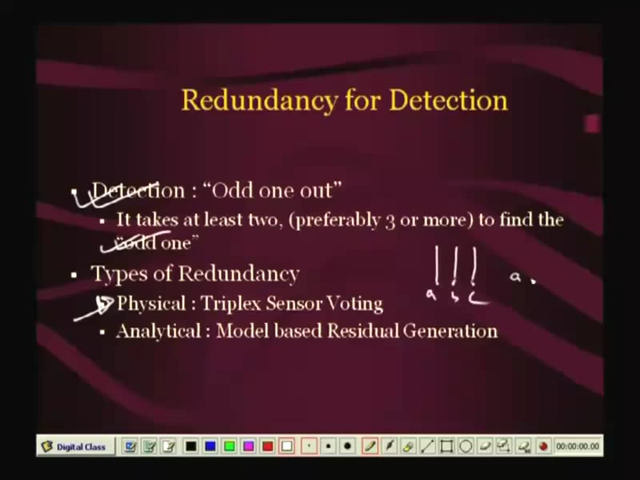 Redundancy for Detection
Detection : “Odd one out”
It takes at least two, (preferably 3 or more) to find the
“odd one”
Types of Redundancy
Physical : Triplex Sensor Voting
a b c
a
Analytical : Model based Residual Generation
Digital Class
00:00:00.00